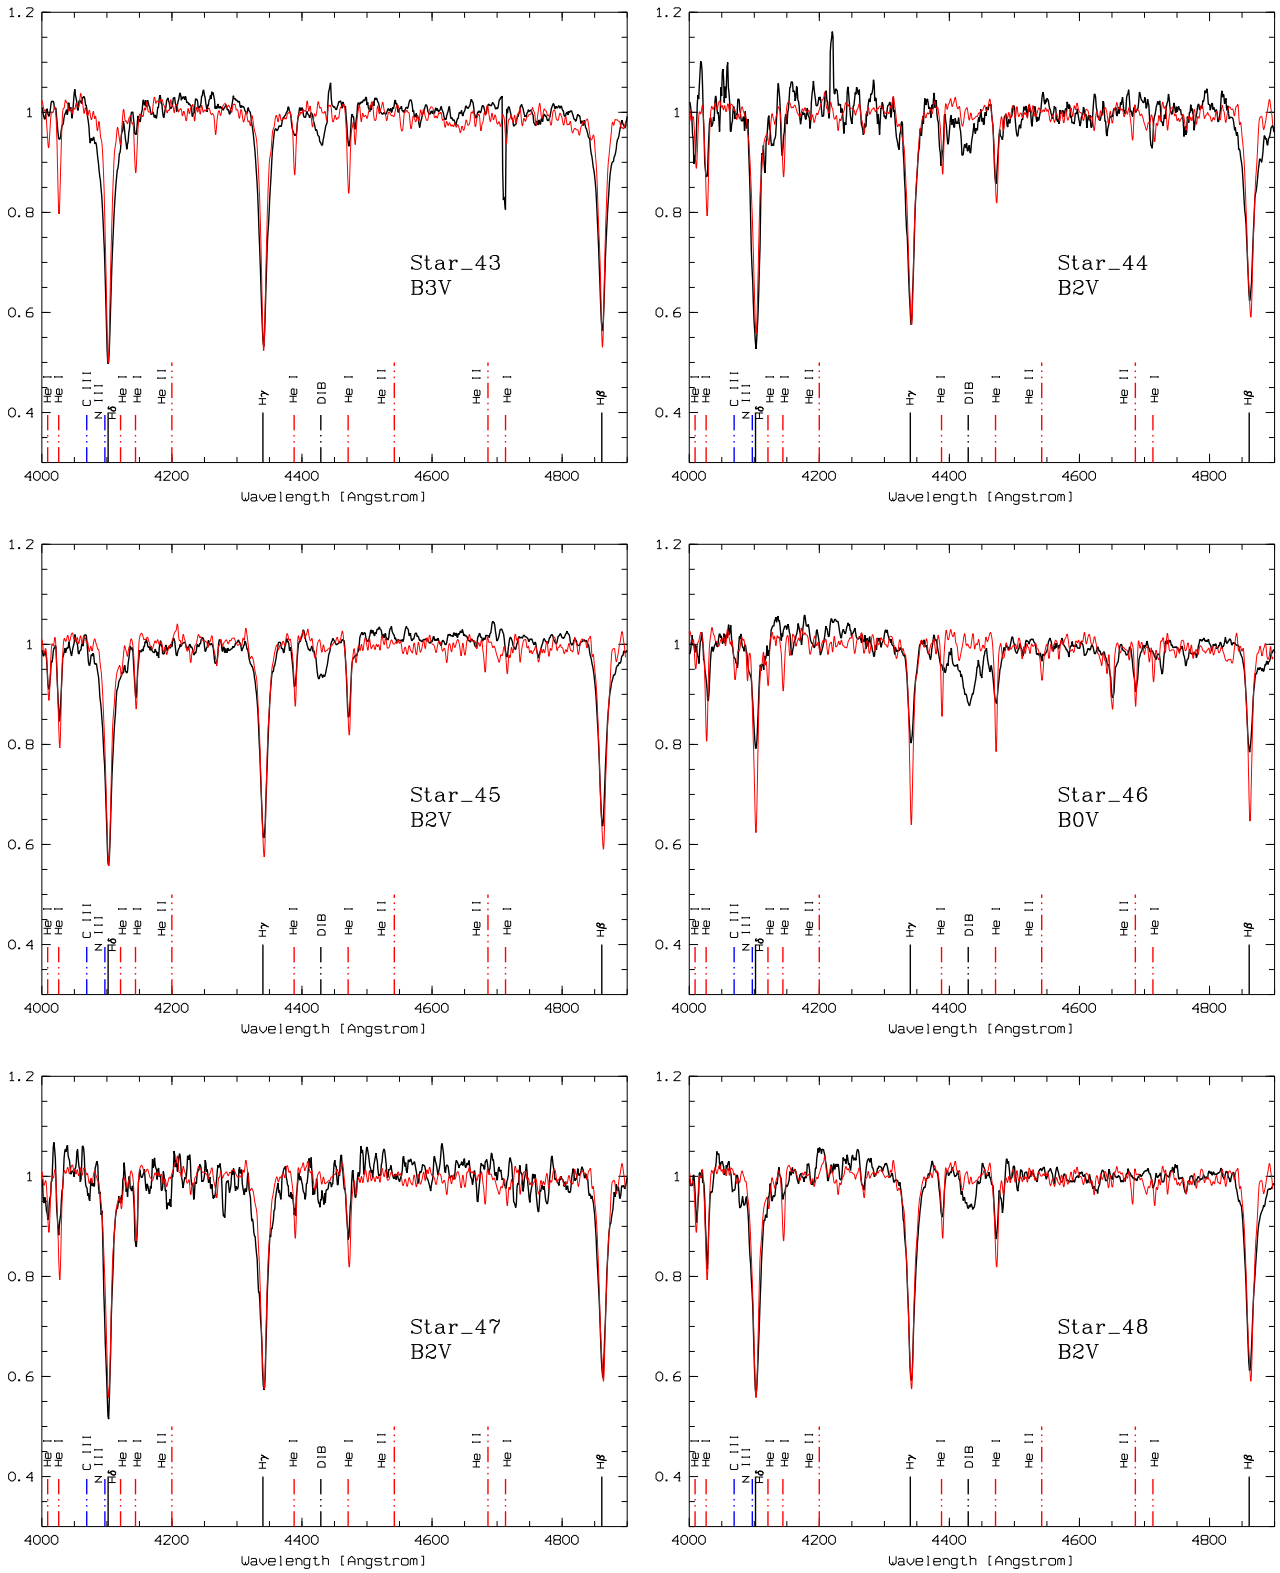 1.2
1
0.8
0.6
0.4
Star_43
B3V
He I
He I
C III
N III
Hδ
He I
He I
He II
Hγ
He I
DIB
He I
He II
He II
He I
Hβ
4000 4200 4400 4600 4800
Wavelength [Angstrom]
1.2
1
0.8
0.6
0.4
Star_44
B2V
He I
He I
C III
N III
Hδ
He I
He I
He II
Hγ
He I
DIB
He I
He II
He II
He I
Hβ
4000 4200 4400 4600 4800
Wavelength [Angstrom]
1.2
1
0.8
0.6
0.4
Star_45
B2V
He I
He I
C III
N III
Hδ
He I
He I
He II
Hγ
He I
DIB
He I
He II
He II
He I
Hβ
4000 4200 4400 4600 4800
Wavelength [Angstrom]
1.2
1
0.8
0.6
0.4
Star_46
B0V
He I
He I
C III
N III
Hδ
He I
He I
He II
Hγ
He I
DIB
He I
He II
He II
He I
Hβ
4000 4200 4400 4600 4800
Wavelength [Angstrom]
1.2
1
0.8
0.6
0.4
Star_47
B2V
He I
He I
C III
N III
Hδ
He I
He I
He II
Hγ
He I
DIB
He I
He II
He II
He I
Hβ
4000 4200 4400 4600 4800
Wavelength [Angstrom]
1.2
1
0.8
0.6
0.4
Star_48
B2V
He I
He I
C III
N III
Hδ
He I
He I
He II
Hγ
He I
DIB
He I
He II
He II
He I
Hβ
4000 4200 4400 4600 4800
Wavelength [Angstrom]